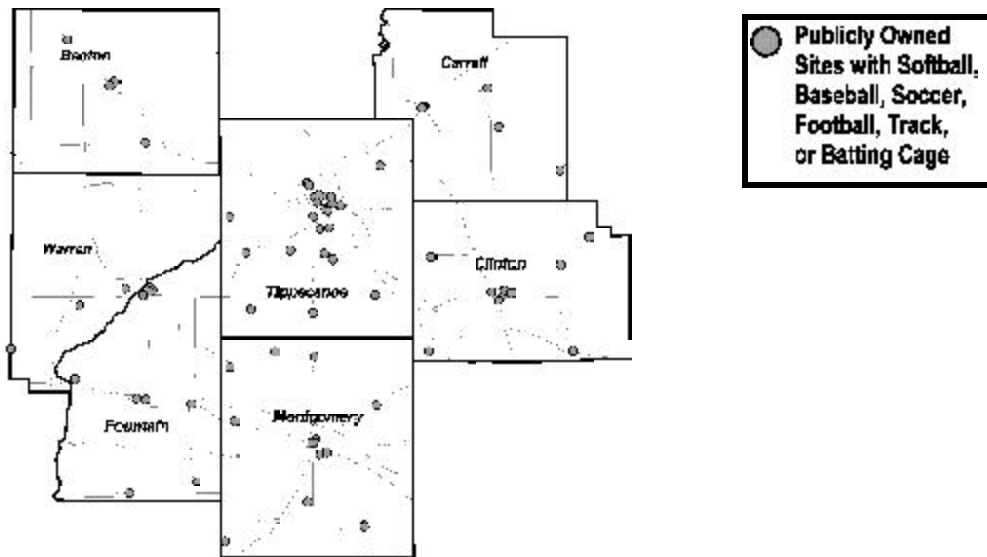 Benton
Carroll
Warren
Tippecanoe
Clinton
Fountain
Montgomery
Publicly Owned
Sites with Softball,
Baseball, Soccer,
Football, Track,
or Batting Cage